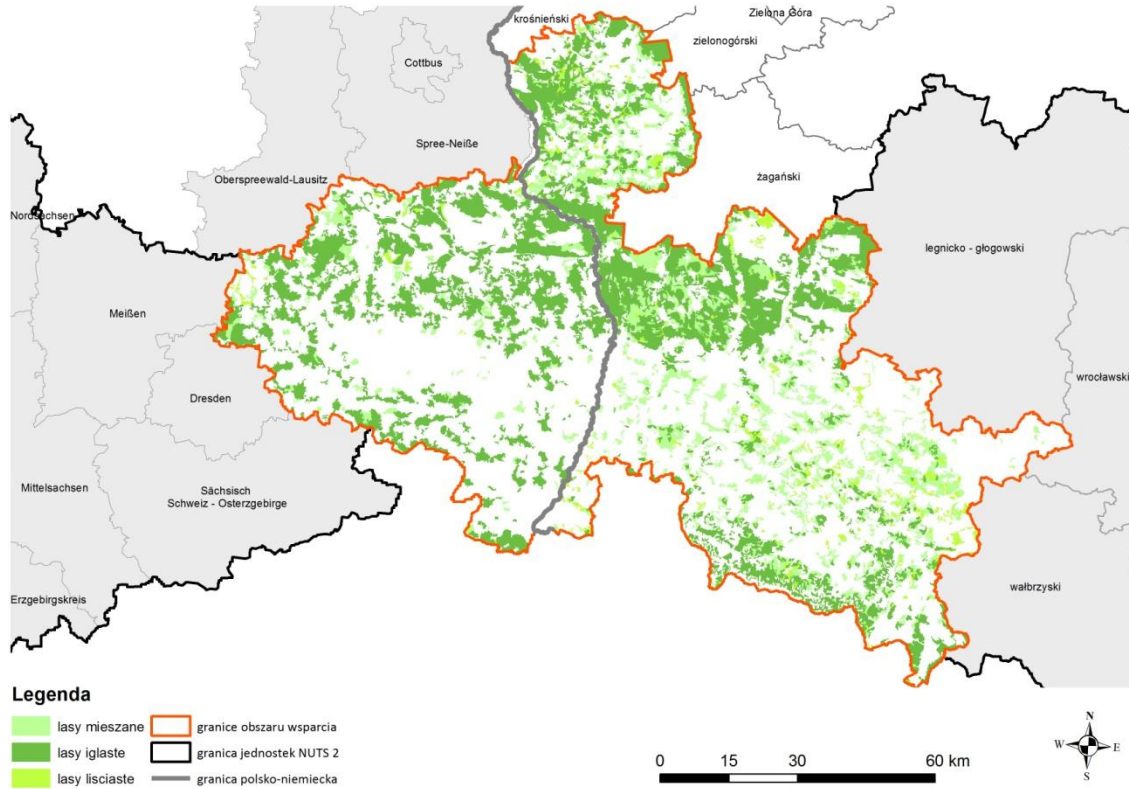 krośnieński
Zielona Góra
zielonogórski
Cottbus
Spree-Neiße
Oberspreewald-Lausitz
żagański
Nordsachsen
legnicko - głogowski
Meißen
wrocławski
Dresden
Mittelsachsen
Sächsisch
Schweiz - Osterzgebirge
wałbrzyski
Erzgebirgskreis
Legenda
lasy mieszane
granice obszaru wsparcia
lasy iglaste
granica jednostek NUTS 2
lasy lisciaste
granica polsko-niemiecka
N
W
E
S
0 15 30 60 km